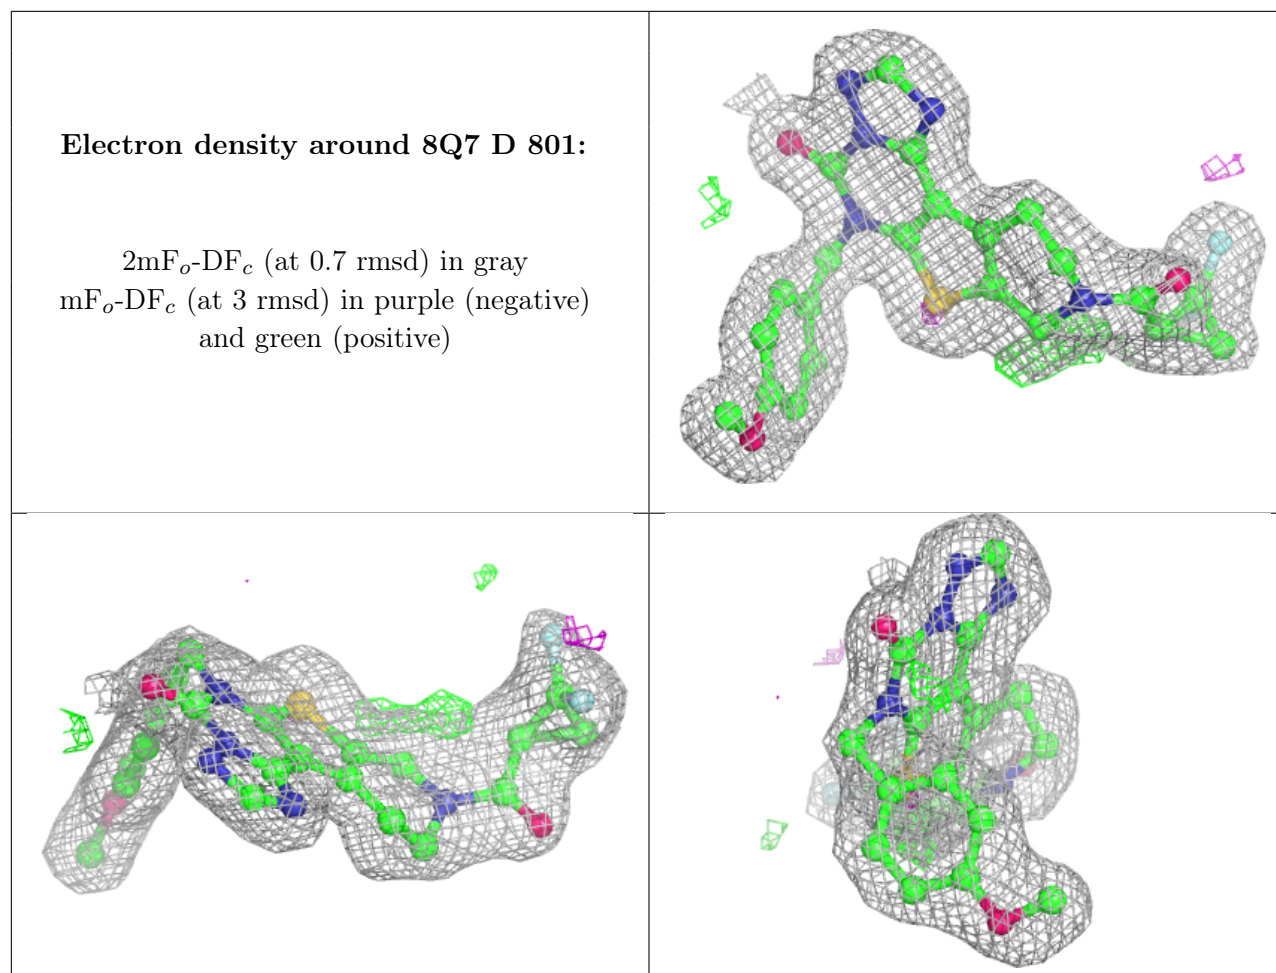 Electron density around 8Q7 D 801:
2mFₒ-DF𝒸 (at 0.7 rmsd) in gray
mFₒ-DF𝒸 (at 3 rmsd) in purple (negative)
and green (positive)